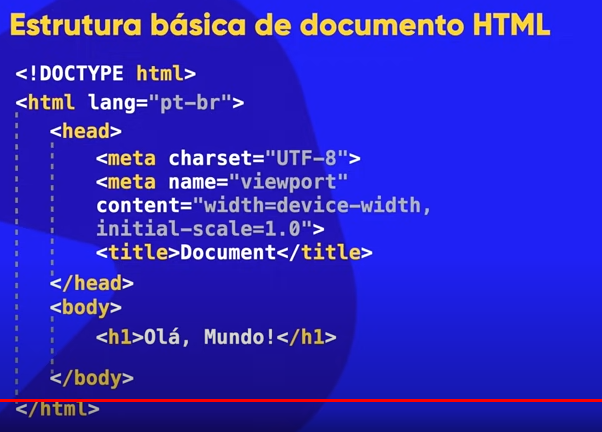 Estrutura básica de documento HTML
<!DOCTYPE html>
<html lang="pt-br">
<head>
<meta charset="UTF-8">
<meta name="viewport"
content="width=device-width,
initial-scale=1.0">
<title>Document</title>
</head>
<body>
<h1>Olá, Mundo!</h1>
</body>
</html>